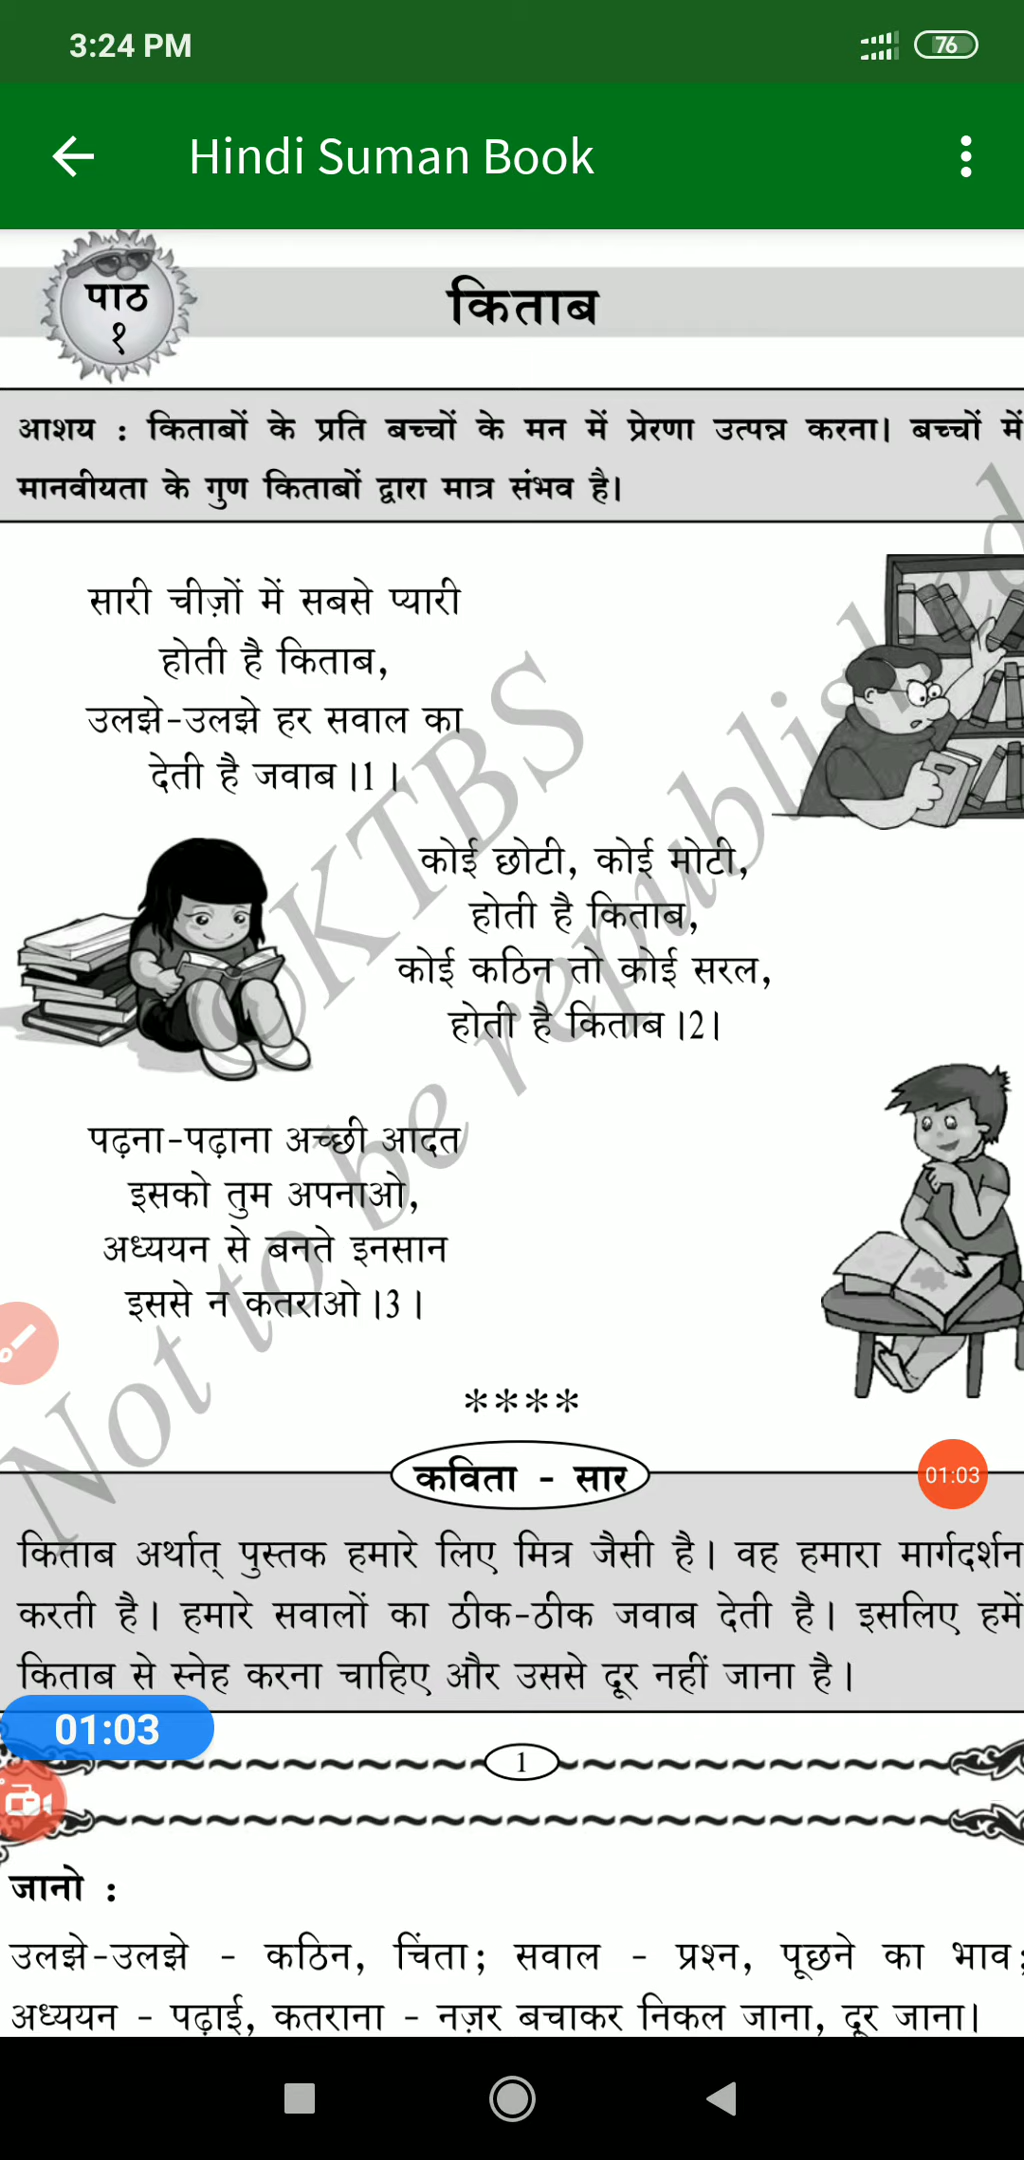 3:24 PM
76
Hindi Suman Book
पाठ
१
किताब
आशय : किताबों के प्रति बच्चों के मन में प्रेरणा उत्पन्न करना। बच्चों में
मानवीयता के गुण किताबों द्वारा मात्र संभव है।
सारी चीज़ों में सबसे प्यारी
होती है किताब,
उलझे-उलझे हर सवाल का
देती है जवाब।1।
कोई छोटी, कोई मोटी,
होती है किताब,
कोई कठिन तो कोई सरल,
होती है किताब।2।
पढ़ना-पढ़ाना अच्छी आदत
इसको तुम अपनाओ,
अध्ययन से बनते इनसान
इससे न कतराओ।3।
****
©KTBS
Not to be republished
कविता - सार
01:03
किताब अर्थात् पुस्तक हमारे लिए मित्र जैसी है। वह हमारा मार्गदर्शन
करती है। हमारे सवालों का ठीक-ठीक जवाब देती है। इसलिए हमें
किताब से स्नेह करना चाहिए और उससे दूर नहीं जाना है।
01:03
1
जानो :
उलझे-उलझे - कठिन, चिंता; सवाल - प्रश्न, पूछने का भाव;
अध्ययन - पढ़ाई, कतराना - नज़र बचाकर निकल जाना, दूर जाना।